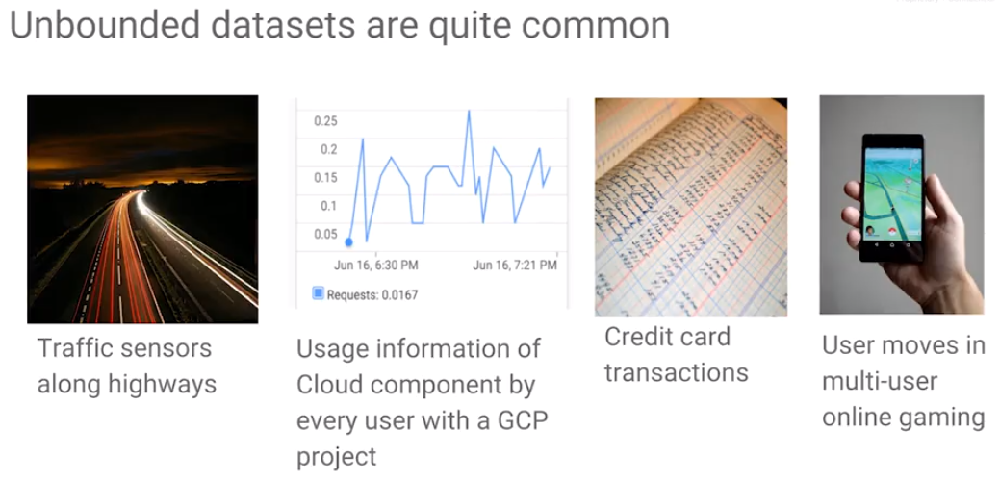 Unbounded datasets are quite common
0.25
0.2
0.15
0.1
0.05
Jun 16, 6:30 PM
Jun 16, 7:21 PM
Requests: 0.0167
Traffic sensors
along highways
Usage information of
Cloud component by
every user with a GCP
project
Credit card
transactions
User moves in
multi-user
online gaming